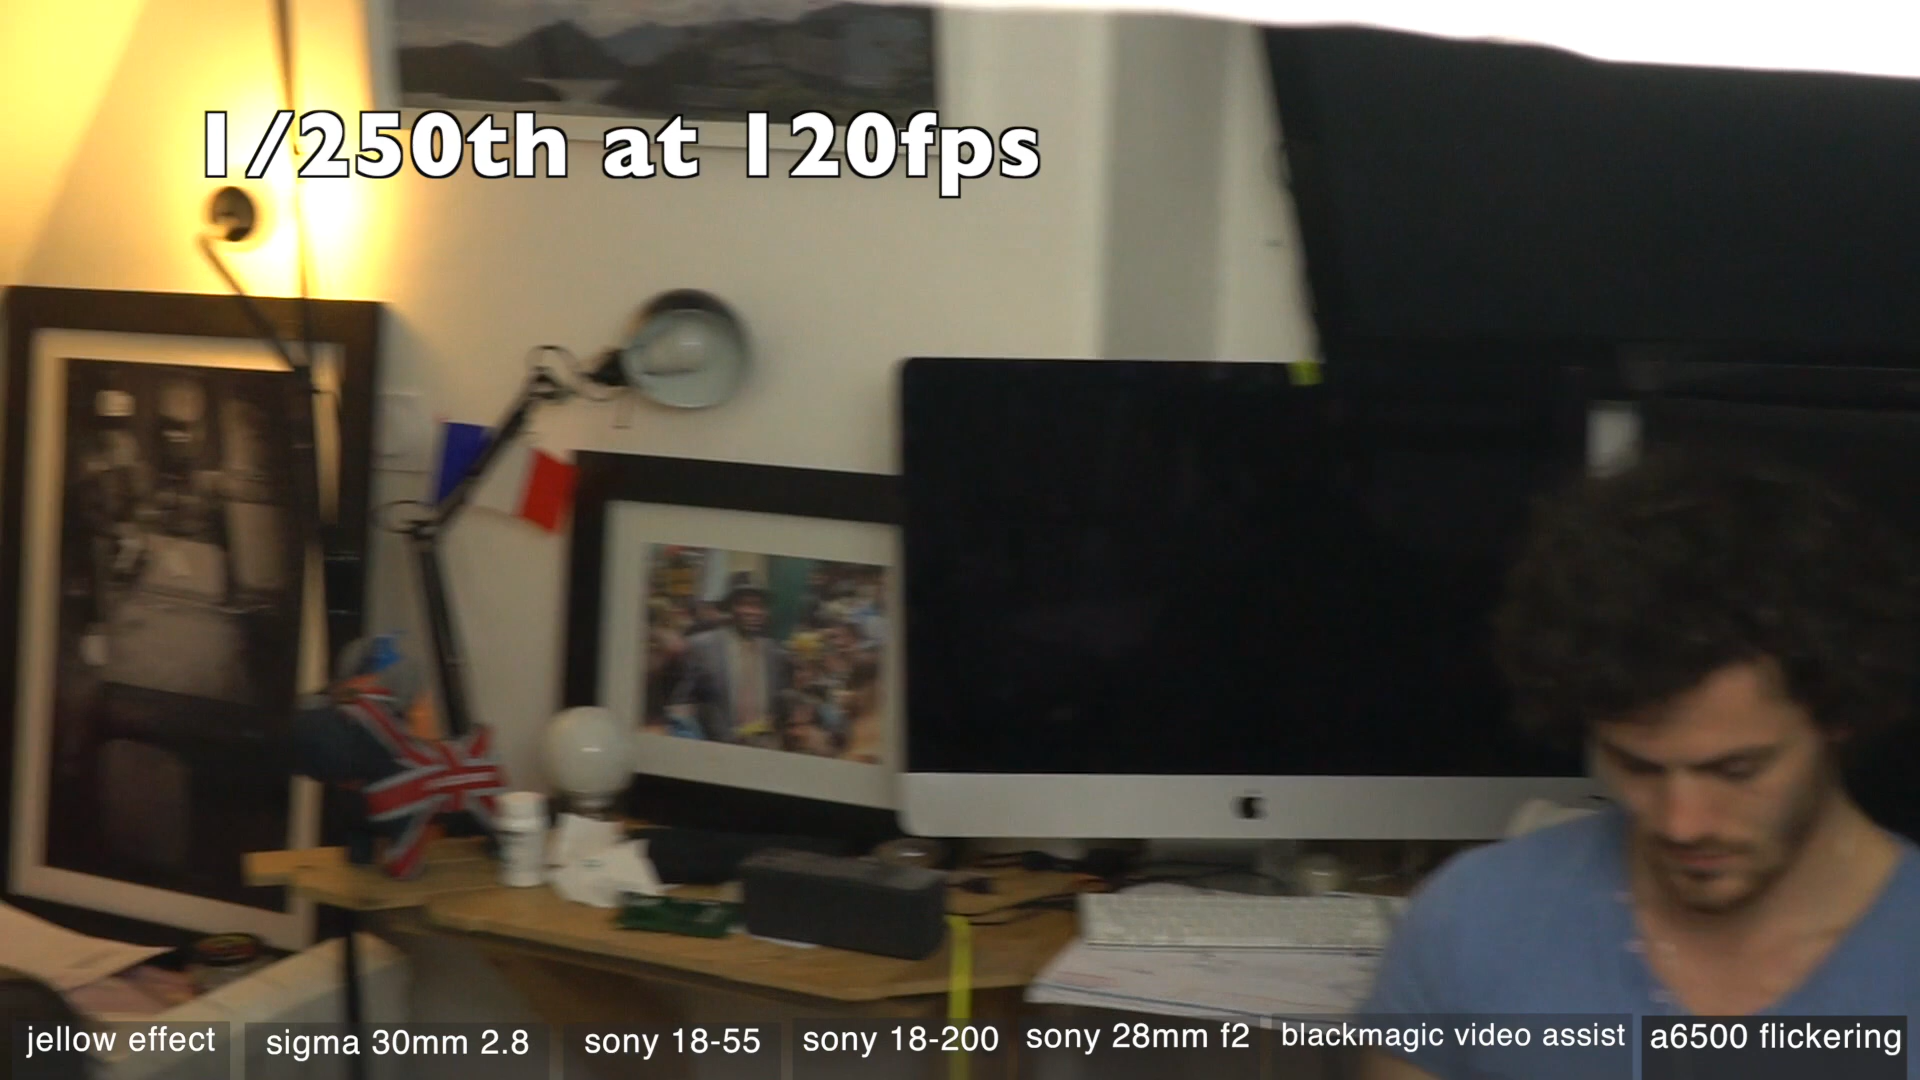 1/250th at 120fps
jellow effect
sigma 30mm 2.8
sony 18-55
sony 18-200
sony 28mm f2
blackmagic video assist
a6500 flickering